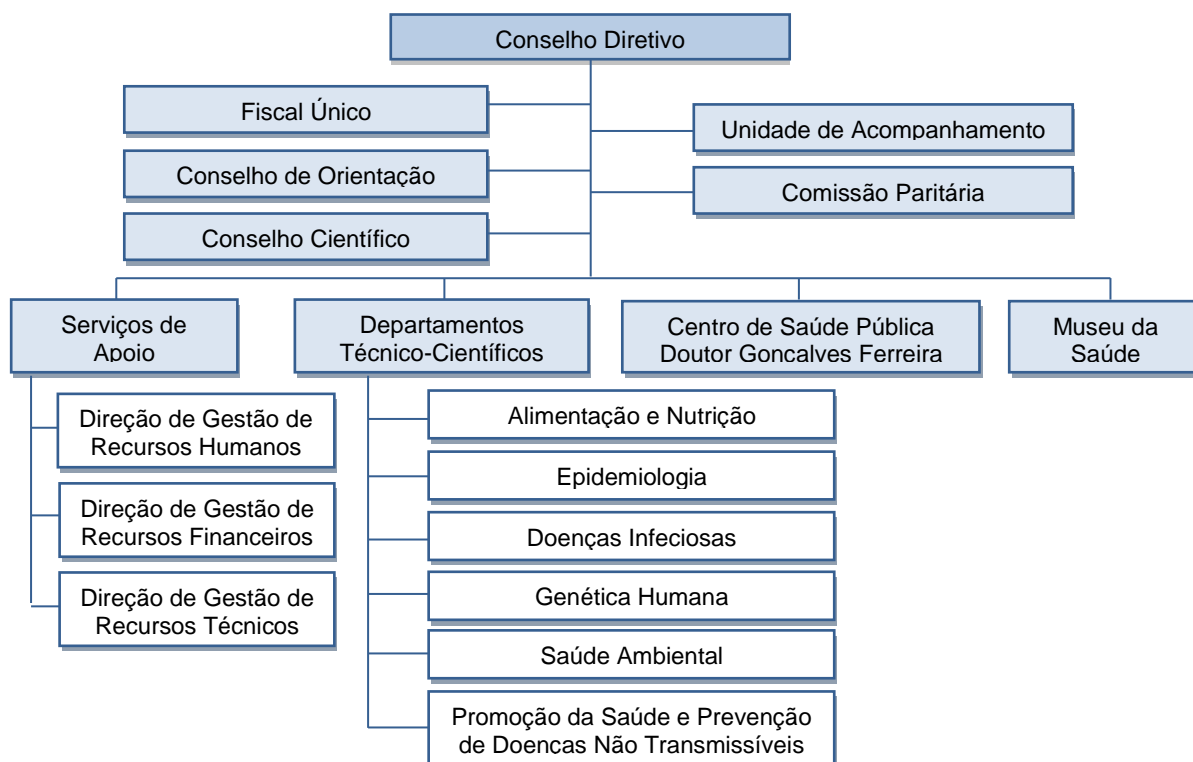 Conselho Diretivo
Fiscal Único
Unidade de Acompanhamento
Conselho de Orientação
Comissão Paritária
Conselho Científico
Serviços de
Apoio
Departamentos
Técnico-Científicos
Centro de Saúde Pública
Doutor Goncalves Ferreira
Museu da
Saúde
Direção de Gestão de
Recursos Humanos
Direção de Gestão de
Recursos Financeiros
Direção de Gestão de
Recursos Técnicos
Alimentação e Nutrição
Epidemiologia
Doenças Infeciosas
Genética Humana
Saúde Ambiental
Promoção da Saúde e Prevenção
de Doencas Não Transmissíveis